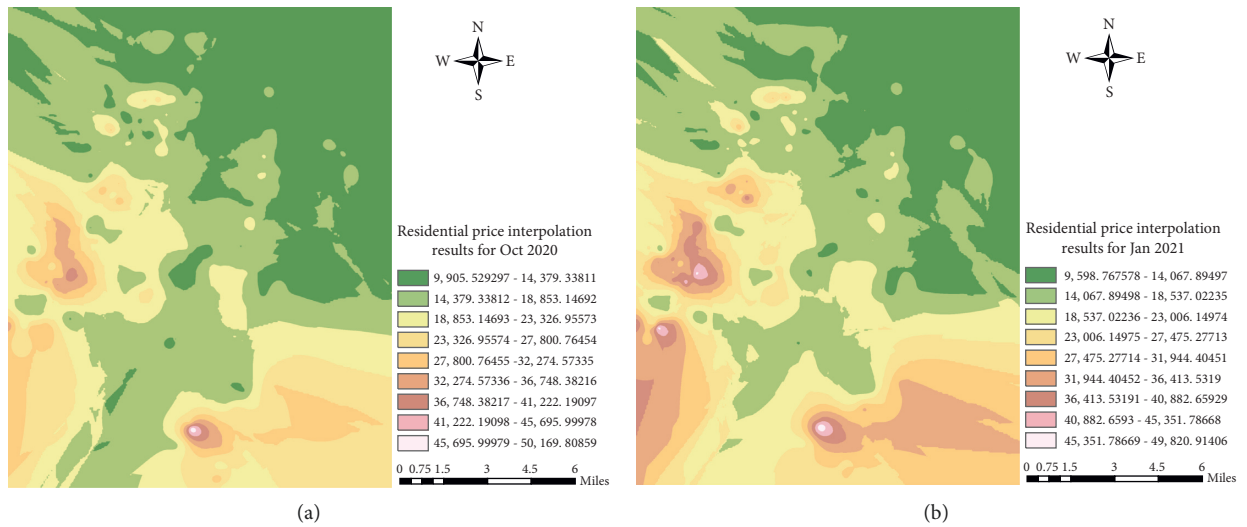 N
W E
S
Residential price interpolation
results for Oct 2020
9, 905. 529297 - 14, 379. 33811
14, 379. 33812 - 18, 853. 14692
18, 853. 14693 - 23, 326. 95573
23, 326. 95574 - 27, 800. 76454
27, 800. 76455 -32, 274. 57335
32, 274. 57336 - 36, 748. 38216
36, 748. 38217 - 41, 222. 19097
41, 222. 19098 - 45, 695. 99978
45, 695. 99979 - 50, 169. 80859
0 0.75 1.5 3 4.5 6
Miles
(a)
N
W E
S
Residential price interpolation
results for Jan 2021
9, 598. 767578 - 14, 067. 89497
14, 067. 89498 - 18, 537. 02235
18, 537. 02236 - 23, 006. 14974
23, 006. 14975 - 27, 475. 27713
27, 475. 27714 - 31, 944. 40451
31, 944. 40452 - 36, 413. 5319
36, 413. 53191 - 40, 882. 65929
40, 882. 6593 - 45, 351. 78668
45, 351. 78669 - 49, 820. 91406
0 0.75 1.5 3 4.5 6
Miles
(b)